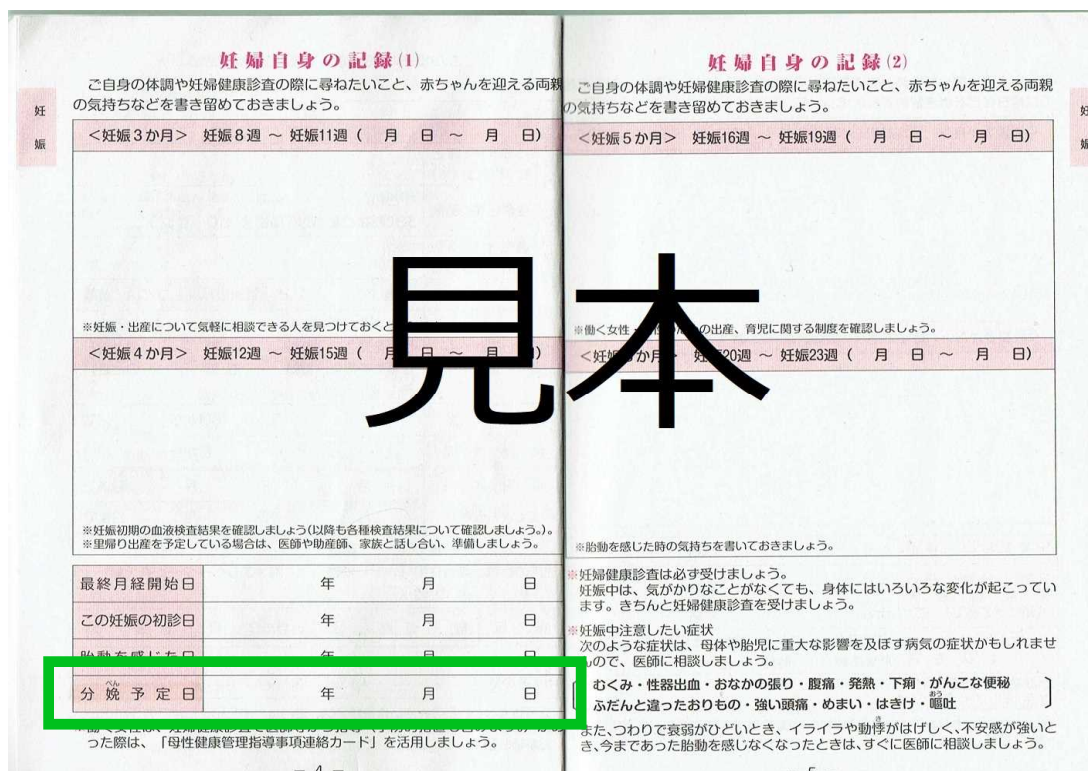 妊婦自身の記録(1)
ご自身の体調や妊婦健康診査の際に尋ねたいこと、赤ちゃんを迎える両親
の気持ちなどを書き留めておきましょう。
妊
娠
<妊娠3か月> 妊娠8週 ~ 妊娠11週 ( 月 日 ~ 月 日)
※妊娠・出産について気軽に相談できる人を見つけておくと
<妊娠4か月> 妊娠12週 ~ 妊娠15週 ( 月 日 ~ 月 日)
※妊娠初期の血液検査結果を確認しましょう(以降も各種検査結果について確認しましょう。)。
※里帰り出産を予定している場合は、医師や助産師、家族と話し合い、準備しましょう。
最終月経開始日 年 月 日
この妊娠の初診日 年 月 日
胎動を感じた日 年 月 日
分娩予定日 年 月 日
べん
った際は、「母性健康管理指導事項連絡カード」を活用しましょう。
- 4 -
見本
妊婦自身の記録(2)
ご自身の体調や妊婦健康診査の際に尋ねたいこと、赤ちゃんを迎える両親
の気持ちなどを書き留めておきましょう。
<妊娠5か月> 妊娠16週 ~ 妊娠19週 ( 月 日 ~ 月 日)
※働く女性・ の出産、育児に関する制度を確認しましょう。
<妊娠 か月> 妊娠20週 ~ 妊娠23週 ( 月 日 ~ 月 日)
※胎動を感じた時の気持ちを書いておきましょう。
※妊婦健康診査は必ず受けましょう。
妊娠中は、気がかりなことがなくても、身体にはいろいろな変化が起こってい
ます。きちんと妊婦健康診査を受けましょう。
※妊娠中注意したい症状
次のような症状は、母体や胎児に重大な影響を及ぼす病気の症状かもしれませ
んので、医師に相談しましょう。
むくみ・性器出血・おなかの張り・腹痛・発熱・下痢・がんこな便秘
ふだんと違ったおりもの・強い頭痛・めまい・はきけ・嘔吐
おう
また、つわりで衰弱がひどいとき、イライラや動悸がはげしく、不安感が強いと
き
き、今まであった胎動を感じなくなったときは、すぐに医師に相談しましょう。